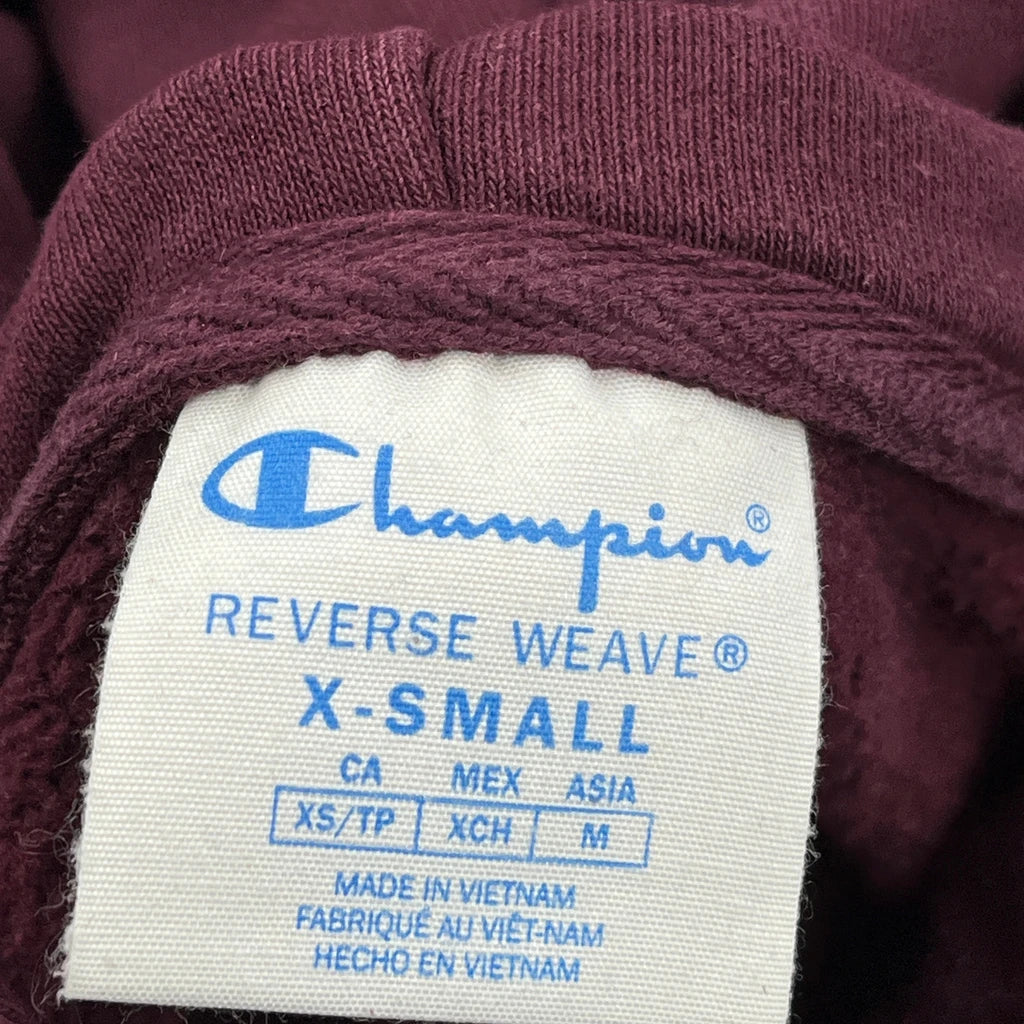 Champion®
REVERSE WEAVE®
X-SMALL
CA MEX ASIA
XS/TP XCH M
MADE IN VIETNAM
FABRIQUÉ AU VIÊT-NAM
HECHO EN VIETNAM